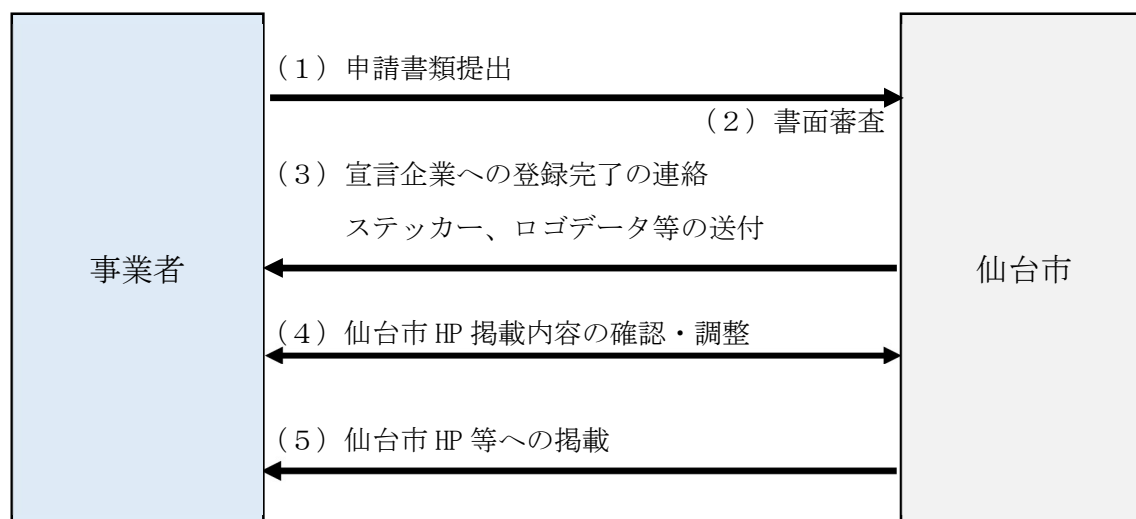 （１）申請書類提出
（２）書面審査
（３）宣言企業への登録完了の連絡
ステッカー、ロゴデータ等の送付
事業者
仙台市
（４）仙台市 HP 掲載内容の確認・調整
（５）仙台市 HP 等への掲載